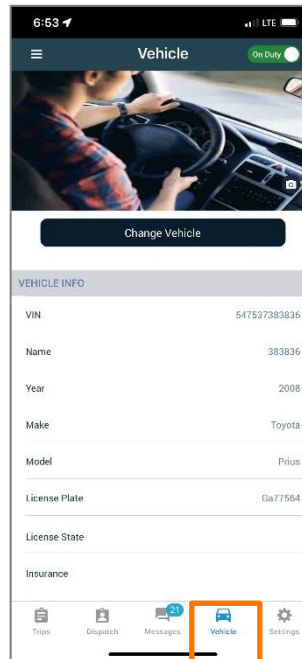 6:53 LTE
Vehicle On Duty
Change Vehicle
VEHICLE INFO
VIN 547537383836
Name 383836
Year 2008
Make Toyota
Model Prius
License Plate Ga77564
License State
Insurance
21
Trips Dispatch Messages Vehicle Settings